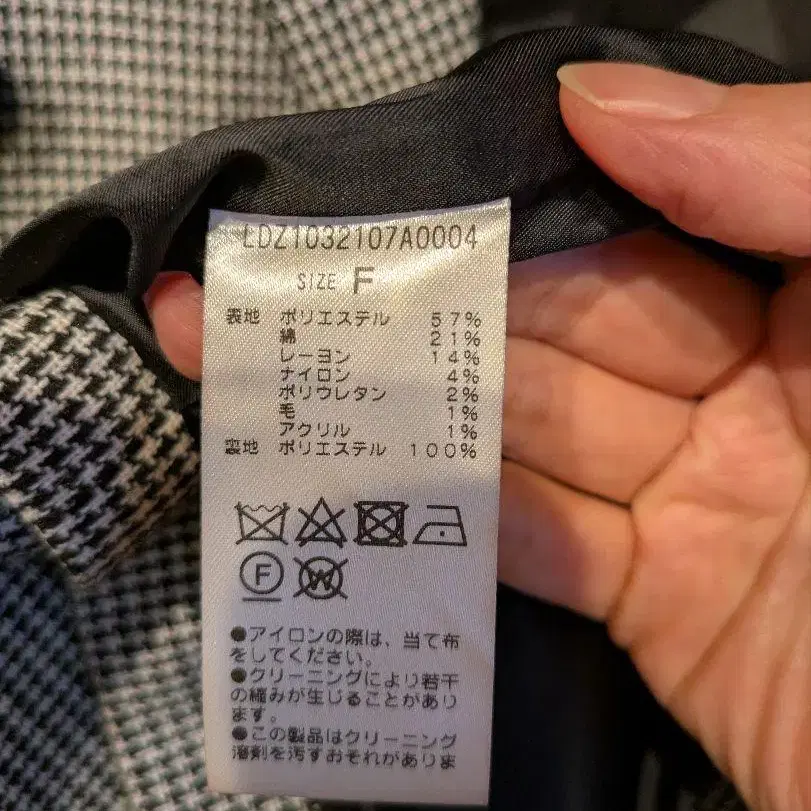 LDZ1032107A0004
SIZE F
表地 ポリエステル 57%
綿 21%
レーヨン 14%
ナイロン 4%
ポリウレタン 2%
毛 1%
アクリル 1%
裏地 ポリエステル 100%
F W
●アイロンの際は、当て布
をしてください。
●クリーニングにより若干
の縮みが生じることがあり
ます。
●この製品はクリーニング
溶剤を汚すおそれがありま